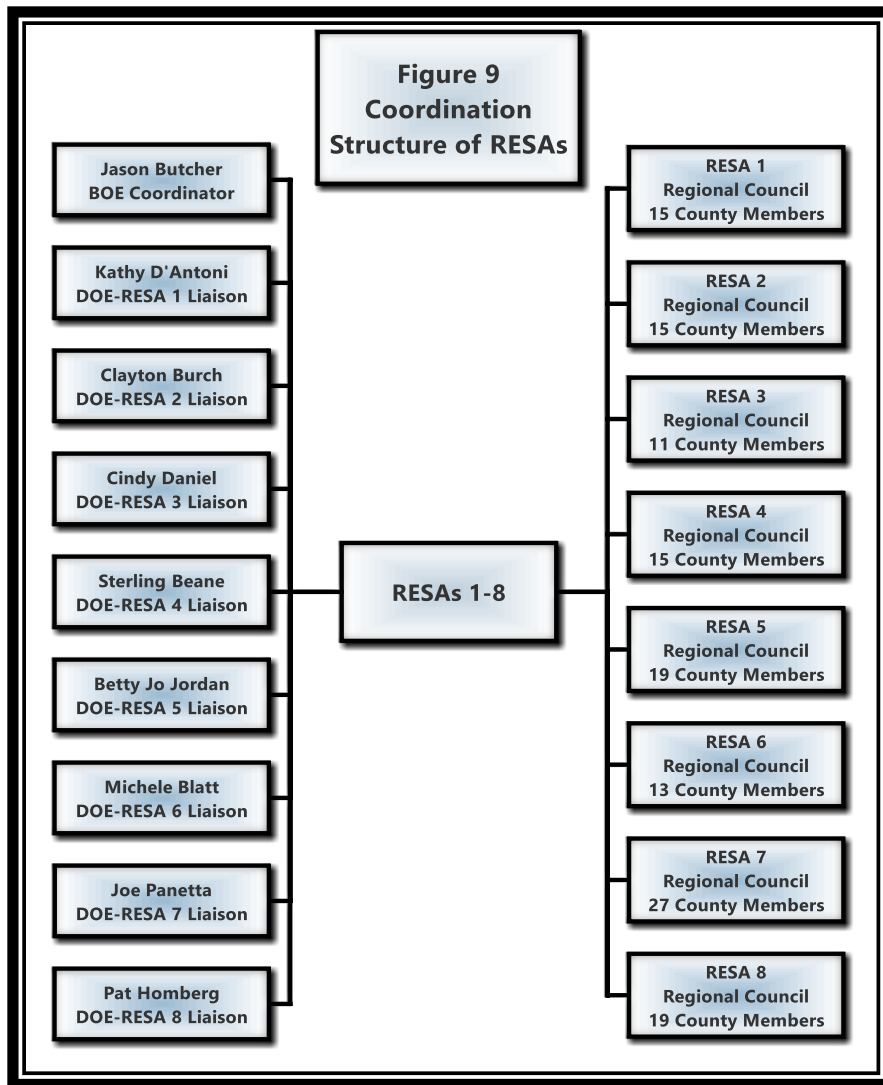 Figure 9
Coordination
Structure of RESAs
Jason Butcher
BOE Coordinator
Kathy D'Antoni
DOE-RESA 1 Liaison
Clayton Burch
DOE-RESA 2 Liaison
Cindy Daniel
DOE-RESA 3 Liaison
Sterling Beane
DOE-RESA 4 Liaison
Betty Jo Jordan
DOE-RESA 5 Liaison
Michele Blatt
DOE-RESA 6 Liaison
Joe Panetta
DOE-RESA 7 Liaison
Pat Homberg
DOE-RESA 8 Liaison
RESAs 1-8
RESA 1
Regional Council
15 County Members
RESA 2
Regional Council
15 County Members
RESA 3
Regional Council
11 County Members
RESA 4
Regional Council
15 County Members
RESA 5
Regional Council
19 County Members
RESA 6
Regional Council
13 County Members
RESA 7
Regional Council
27 County Members
RESA 8
Regional Council
19 County Members